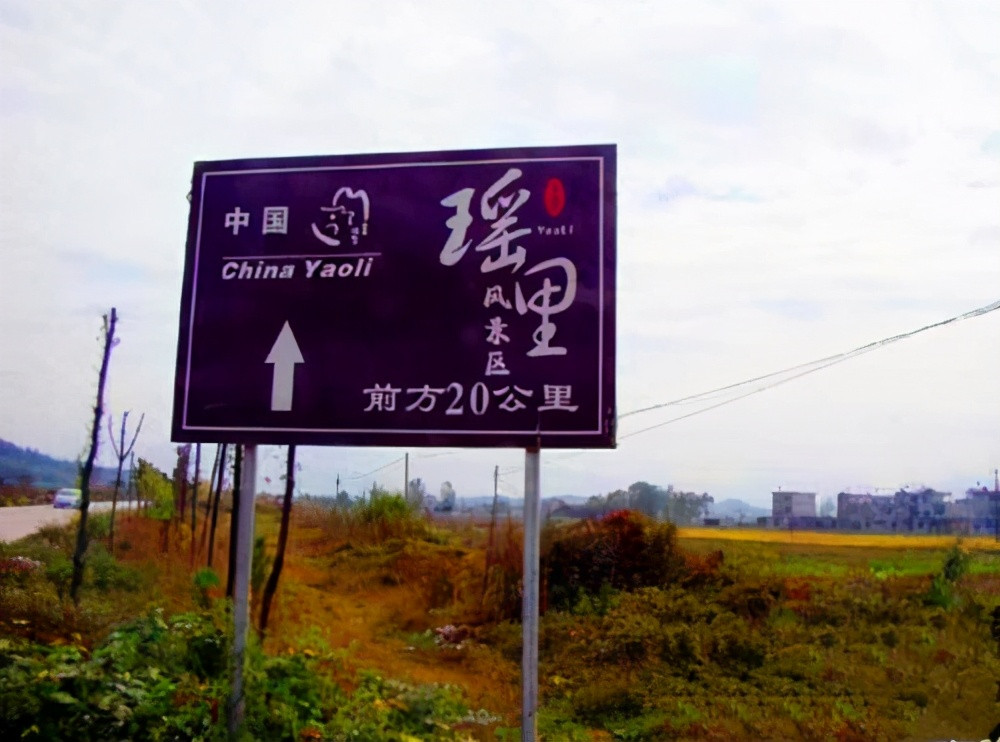 中国
China Yaoli
瑶里
Yaoli
风景区
前方20公里